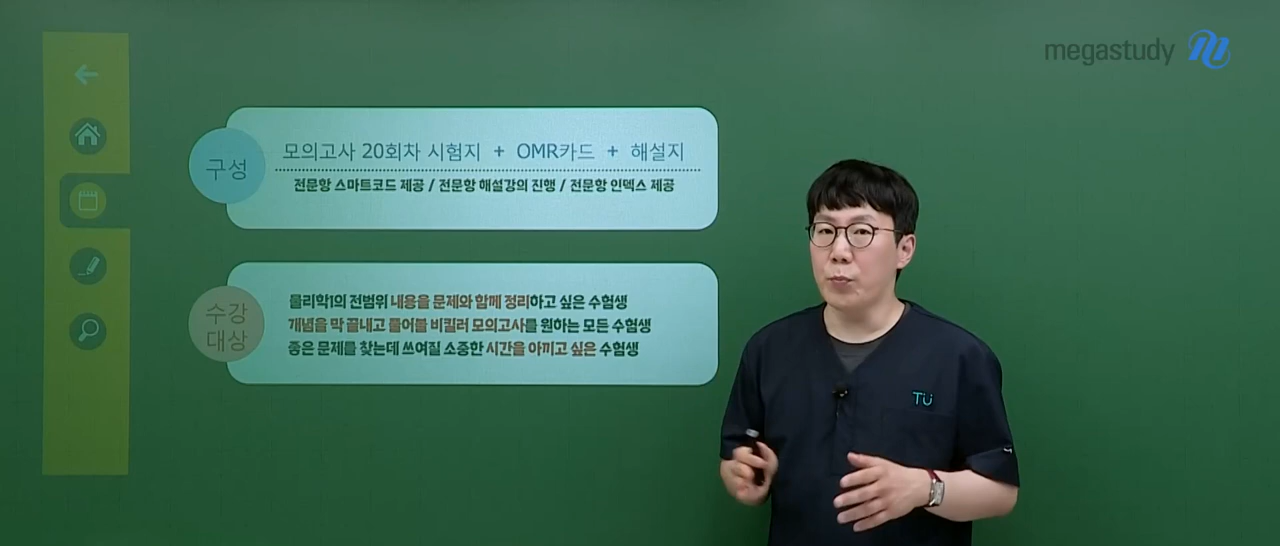 megastudy
구성
모의고사 20회차 시험지 + OMR카드 + 해설지
전문항 스마트코드 제공 / 전문항 해설강의 진행 / 전문항 인덱스 제공
수강
대상
물리학1의 전범위 내용을 문제와 함께 정리하고 싶은 수험생
개념을 막 끝내고 풀어볼 비킬러 모의고사를 원하는 모든 수험생
좋은 문제를 찾는데 쓰여질 소중한 시간을 아끼고 싶은 수험생
TU